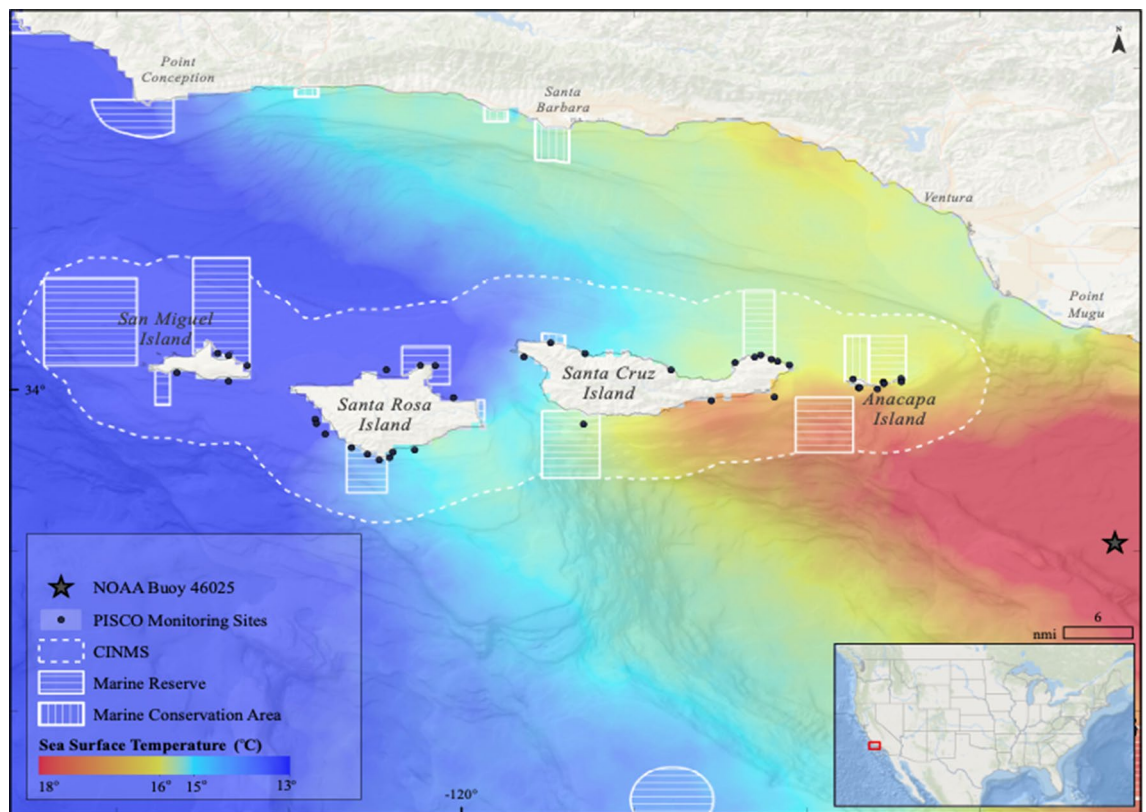 N
Point
Conception
Santa
Barbara
Ventura
Point
Mugu
San Miguel
Island
34°
Santa Rosa
Island
Santa Cruz
Island
Anacapa
Island
NOAA Buoy 46025
PISCO Monitoring Sites
CINMS
Marine Reserve
Marine Conservation Area
Sea Surface Temperature (°C)
18° 16° 15° 13°
-120°
6
nmi